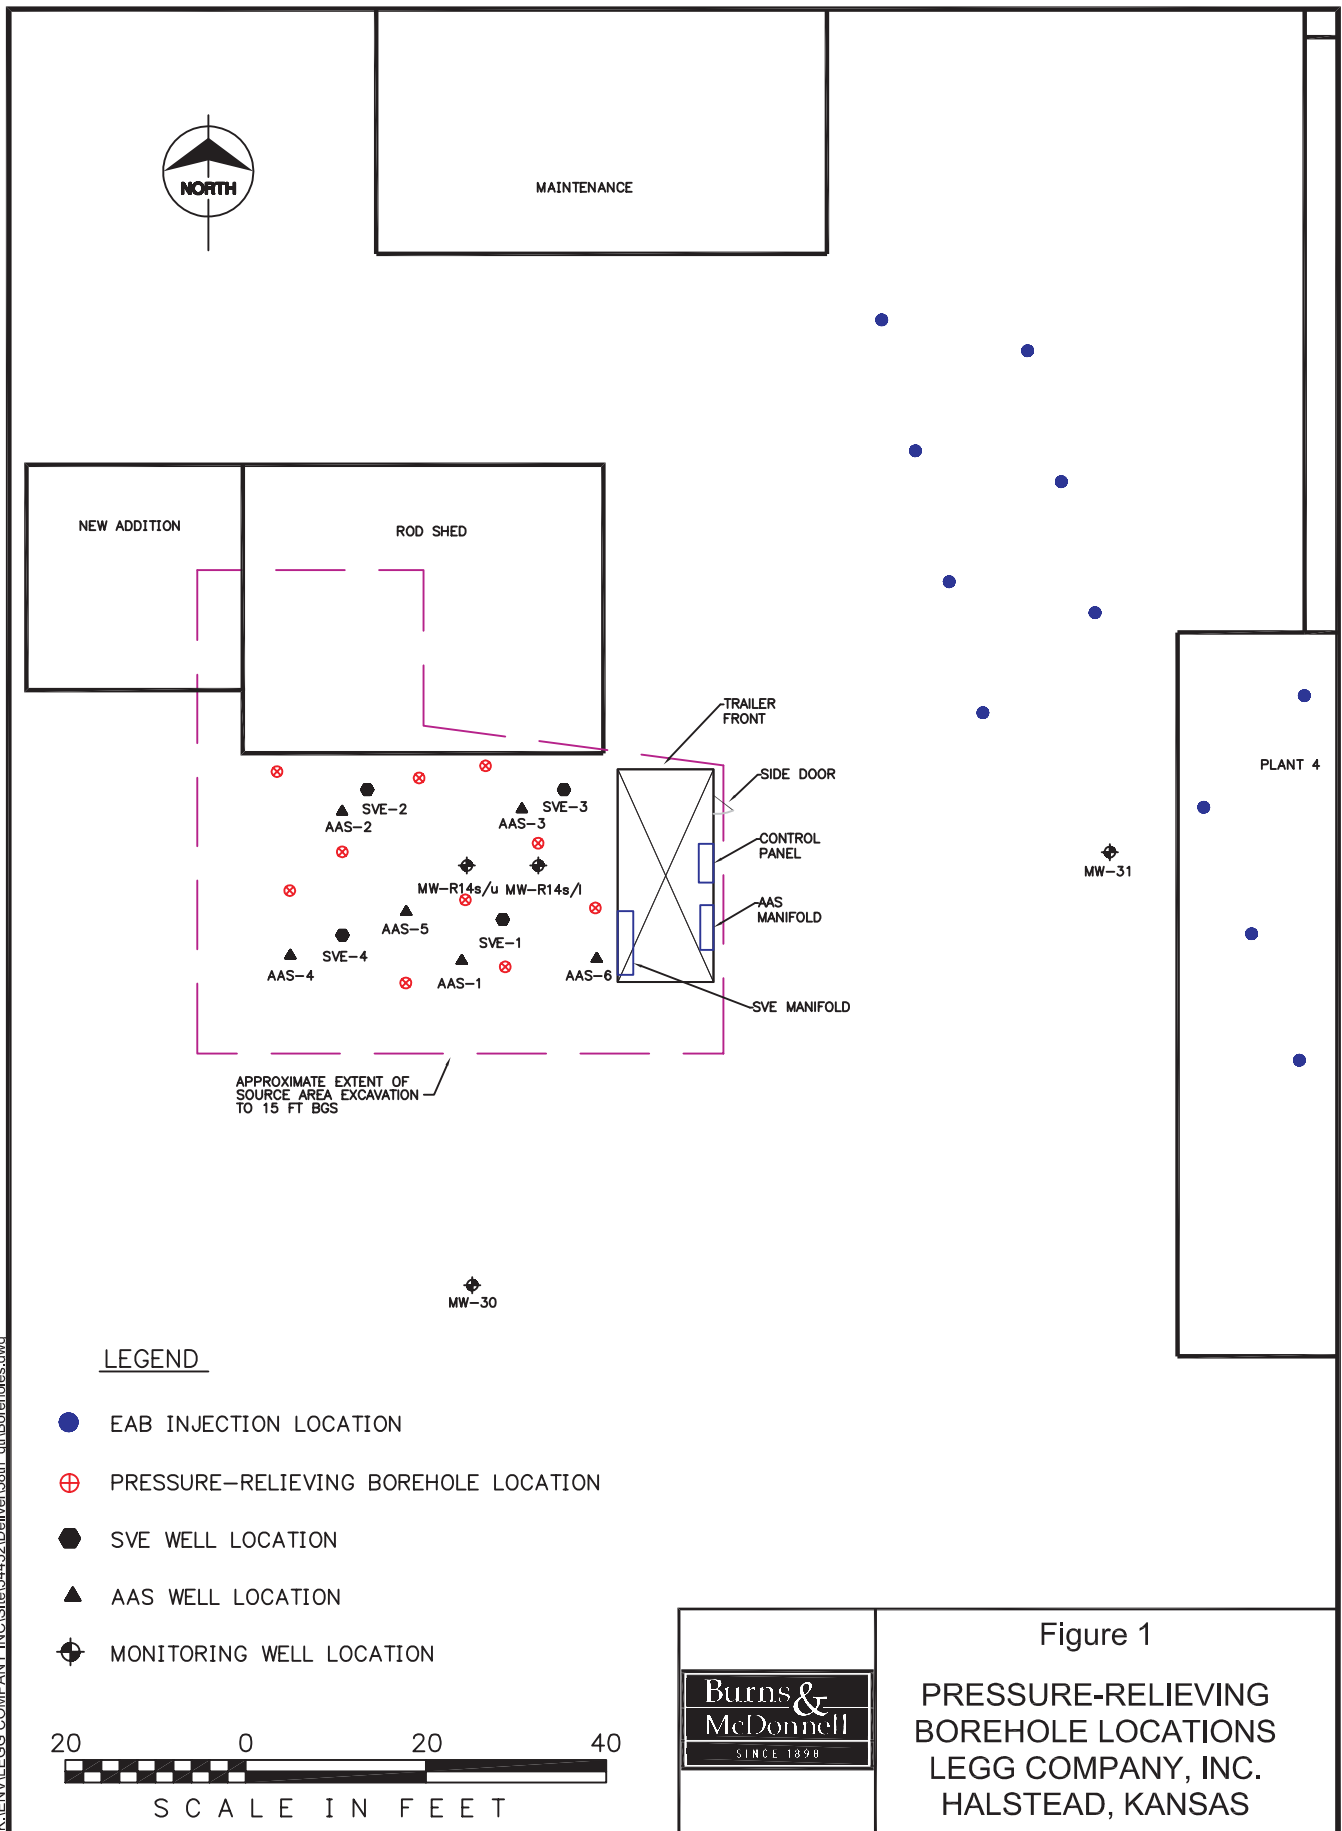 NORTH
MAINTENANCE
NEW ADDITION
ROD SHED
TRAILER
FRONT
SIDE DOOR
PLANT 4
SVE-2
SVE-3
AAS-2
AAS-3
CONTROL
PANEL
MW-31
MW-R14s/u
MW-R14s/l
AAS
MANIFOLD
AAS-5
SVE-1
SVE-4
AAS-4
AAS-1
AAS-6
SVE MANIFOLD
APPROXIMATE EXTENT OF
SOURCE AREA EXCAVATION
TO 15 FT BGS
MW-30
LEGEND
EAB INJECTION LOCATION
PRESSURE-RELIEVING BOREHOLE LOCATION
SVE WELL LOCATION
AAS WELL LOCATION
MONITORING WELL LOCATION
20 0 20 40
SCALE IN FEET
Burns &
McDonnell
SINCE 1898
Figure 1
PRESSURE-RELIEVING
BOREHOLE LOCATIONS
LEGG COMPANY, INC.
HALSTEAD, KANSAS